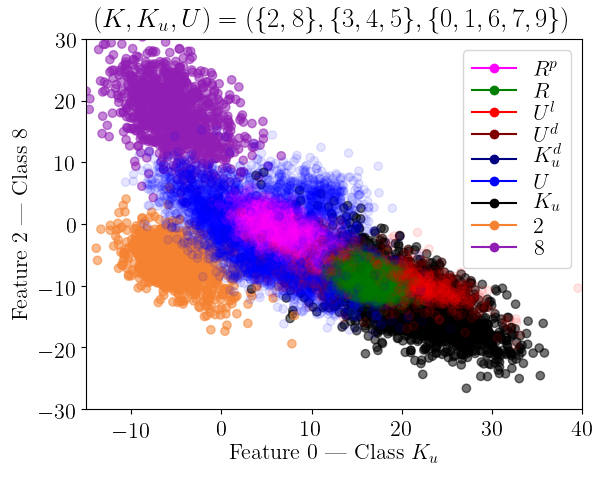 (K, K_u, U) = ({2, 8}, {3, 4, 5}, {0, 1, 6, 7, 9})
30
20
10
0
−10
−20
−30
−10
0
10
20
30
40
Feature 2 — Class 8
Feature 0 — Class K_u
R^p
R
U^l
U^d
K_u^d
U
K_u
2
8